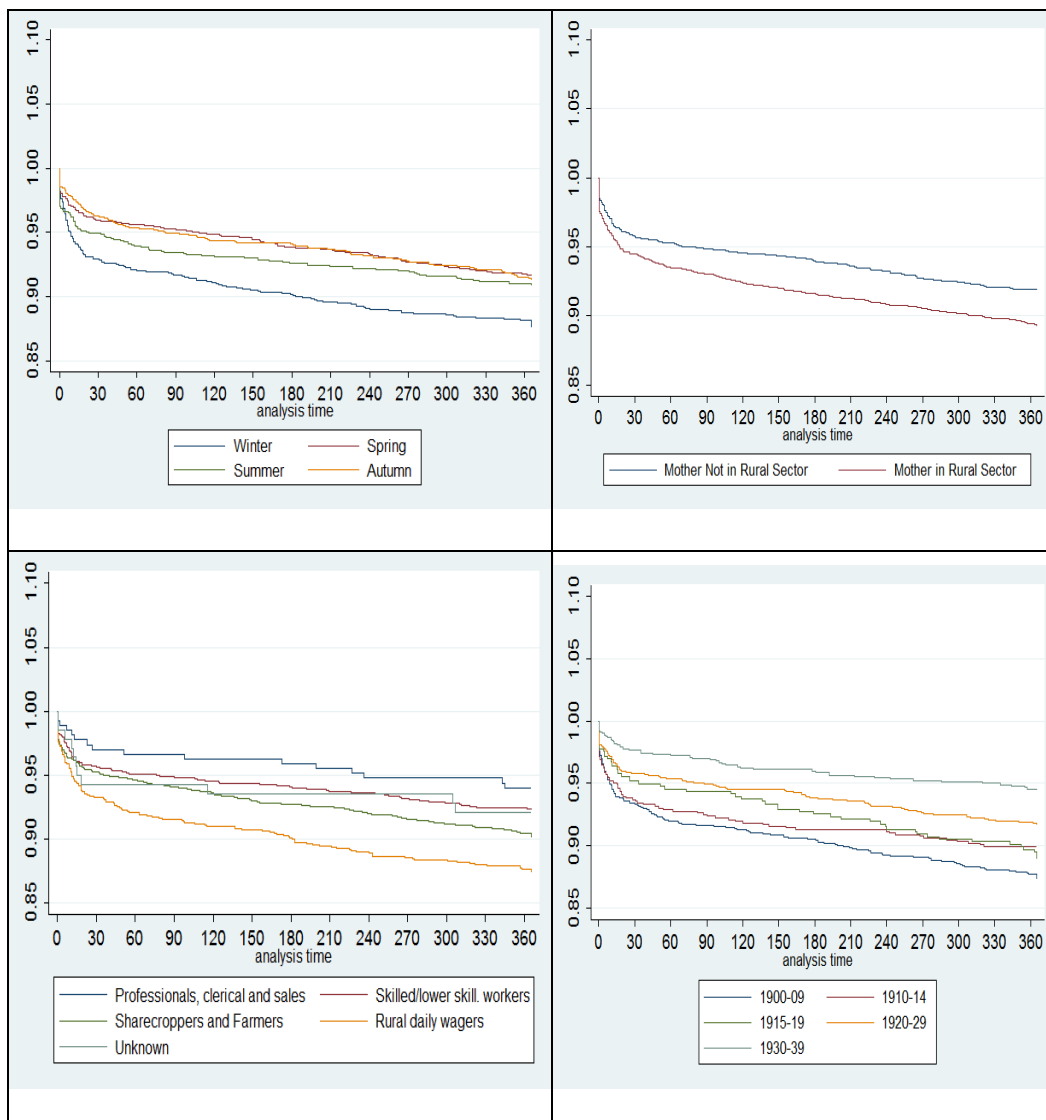 1.10
1.05
1.00
0.95
0.90
0.85
0 30 60 90 120 150 180 210 240 270 300 330 360
analysis time
Winter Spring
Summer Autumn
1.10
1.05
1.00
0.95
0.90
0.85
0 30 60 90 120 150 180 210 240 270 300 330 360
analysis time
Mother Not in Rural Sector Mother in Rural Sector
1.10
1.05
1.00
0.95
0.90
0.85
0 30 60 90 120 150 180 210 240 270 300 330 360
analysis time
Professionals, clerical and sales Skilled/lower skill. workers
Sharecroppers and Farmers Rural daily wagers
Unknown
1.10
1.05
1.00
0.95
0.90
0.85
0 30 60 90 120 150 180 210 240 270 300 330 360
analysis time
1900-09 1910-14
1915-19 1920-29
1930-39